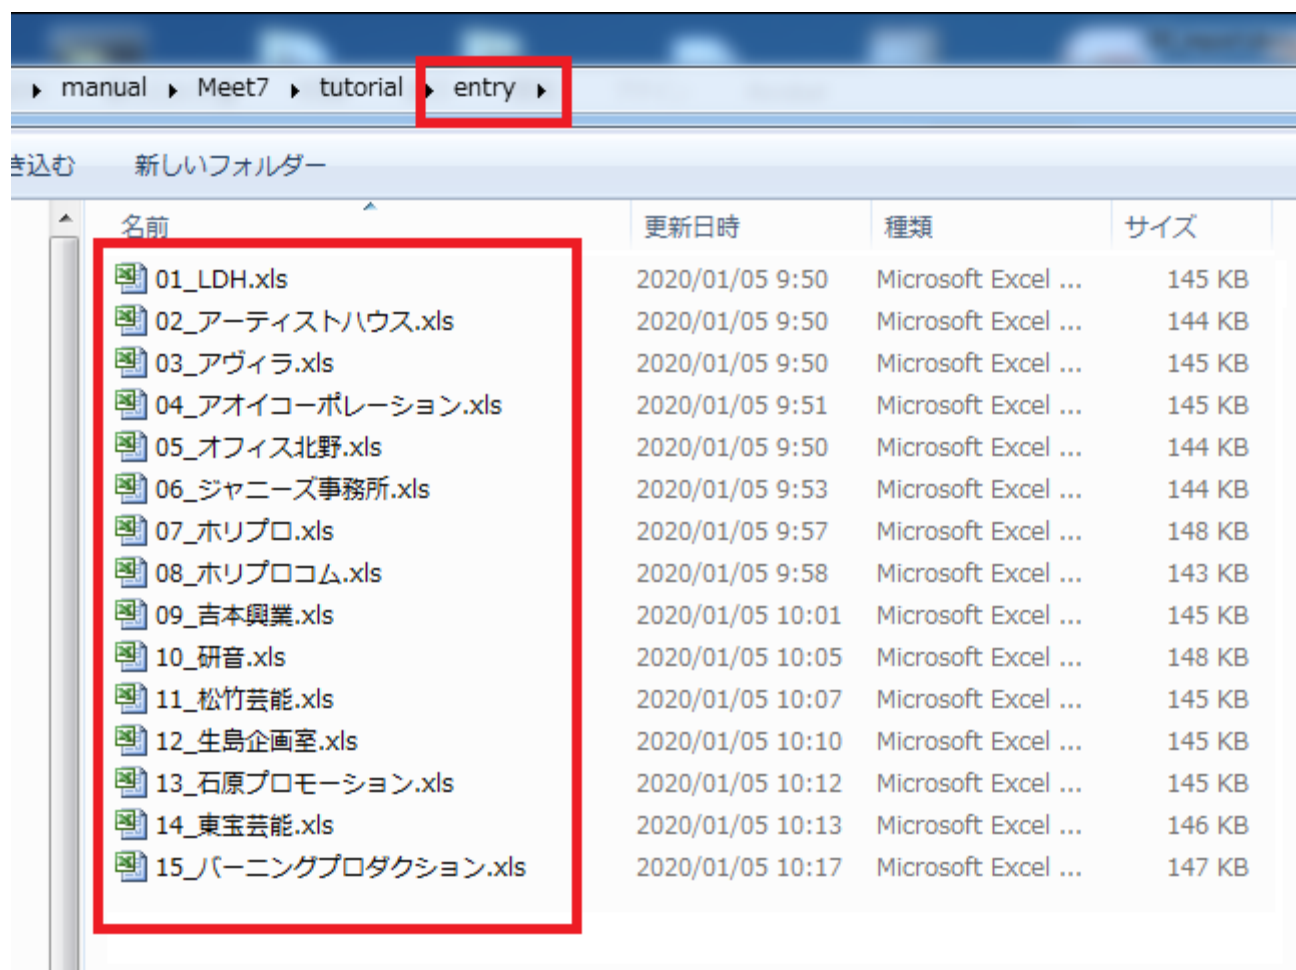 manual Meet7 tutorial entry
き込む 新しいフォルダー
名前 更新日時 種類 サイズ
01_LDH.xls 2020/01/05 9:50 Microsoft Excel ... 145 KB
02_アーティストハウス.xls 2020/01/05 9:50 Microsoft Excel ... 144 KB
03_アヴィラ.xls 2020/01/05 9:50 Microsoft Excel ... 145 KB
04_アオイコーポレーション.xls 2020/01/05 9:51 Microsoft Excel ... 145 KB
05_オフィス北野.xls 2020/01/05 9:50 Microsoft Excel ... 144 KB
06_ジャニーズ事務所.xls 2020/01/05 9:53 Microsoft Excel ... 144 KB
07_ホリプロ.xls 2020/01/05 9:57 Microsoft Excel ... 148 KB
08_ホリプロコム.xls 2020/01/05 9:58 Microsoft Excel ... 143 KB
09_吉本興業.xls 2020/01/05 10:01 Microsoft Excel ... 145 KB
10_研音.xls 2020/01/05 10:05 Microsoft Excel ... 148 KB
11_松竹芸能.xls 2020/01/05 10:07 Microsoft Excel ... 145 KB
12_生島企画室.xls 2020/01/05 10:10 Microsoft Excel ... 145 KB
13_石原プロモーション.xls 2020/01/05 10:12 Microsoft Excel ... 145 KB
14_東宝芸能.xls 2020/01/05 10:13 Microsoft Excel ... 146 KB
15_バーニングプロダクション.xls 2020/01/05 10:17 Microsoft Excel ... 147 KB